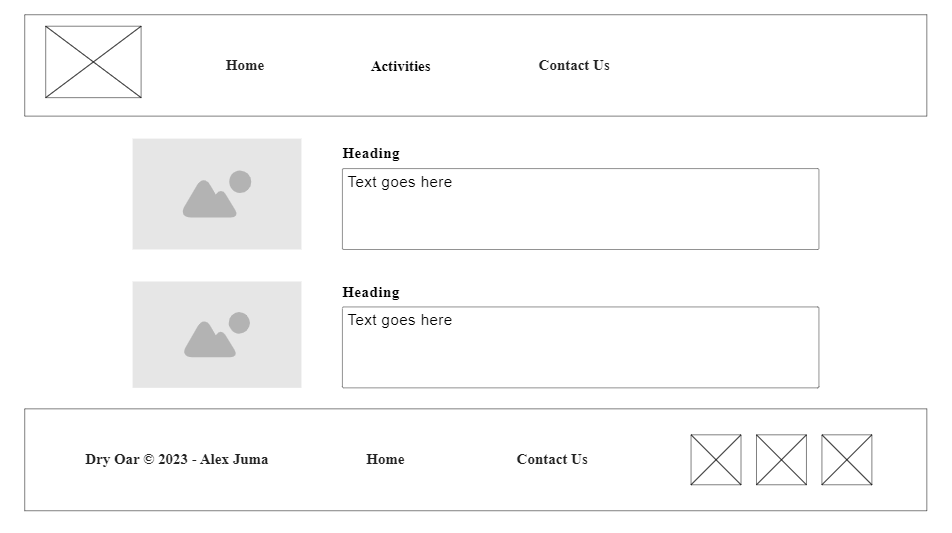 Home
Activities
Contact Us
Heading
Text goes here
Heading
Text goes here
Dry Oar © 2023 - Alex Juma
Home
Contact Us